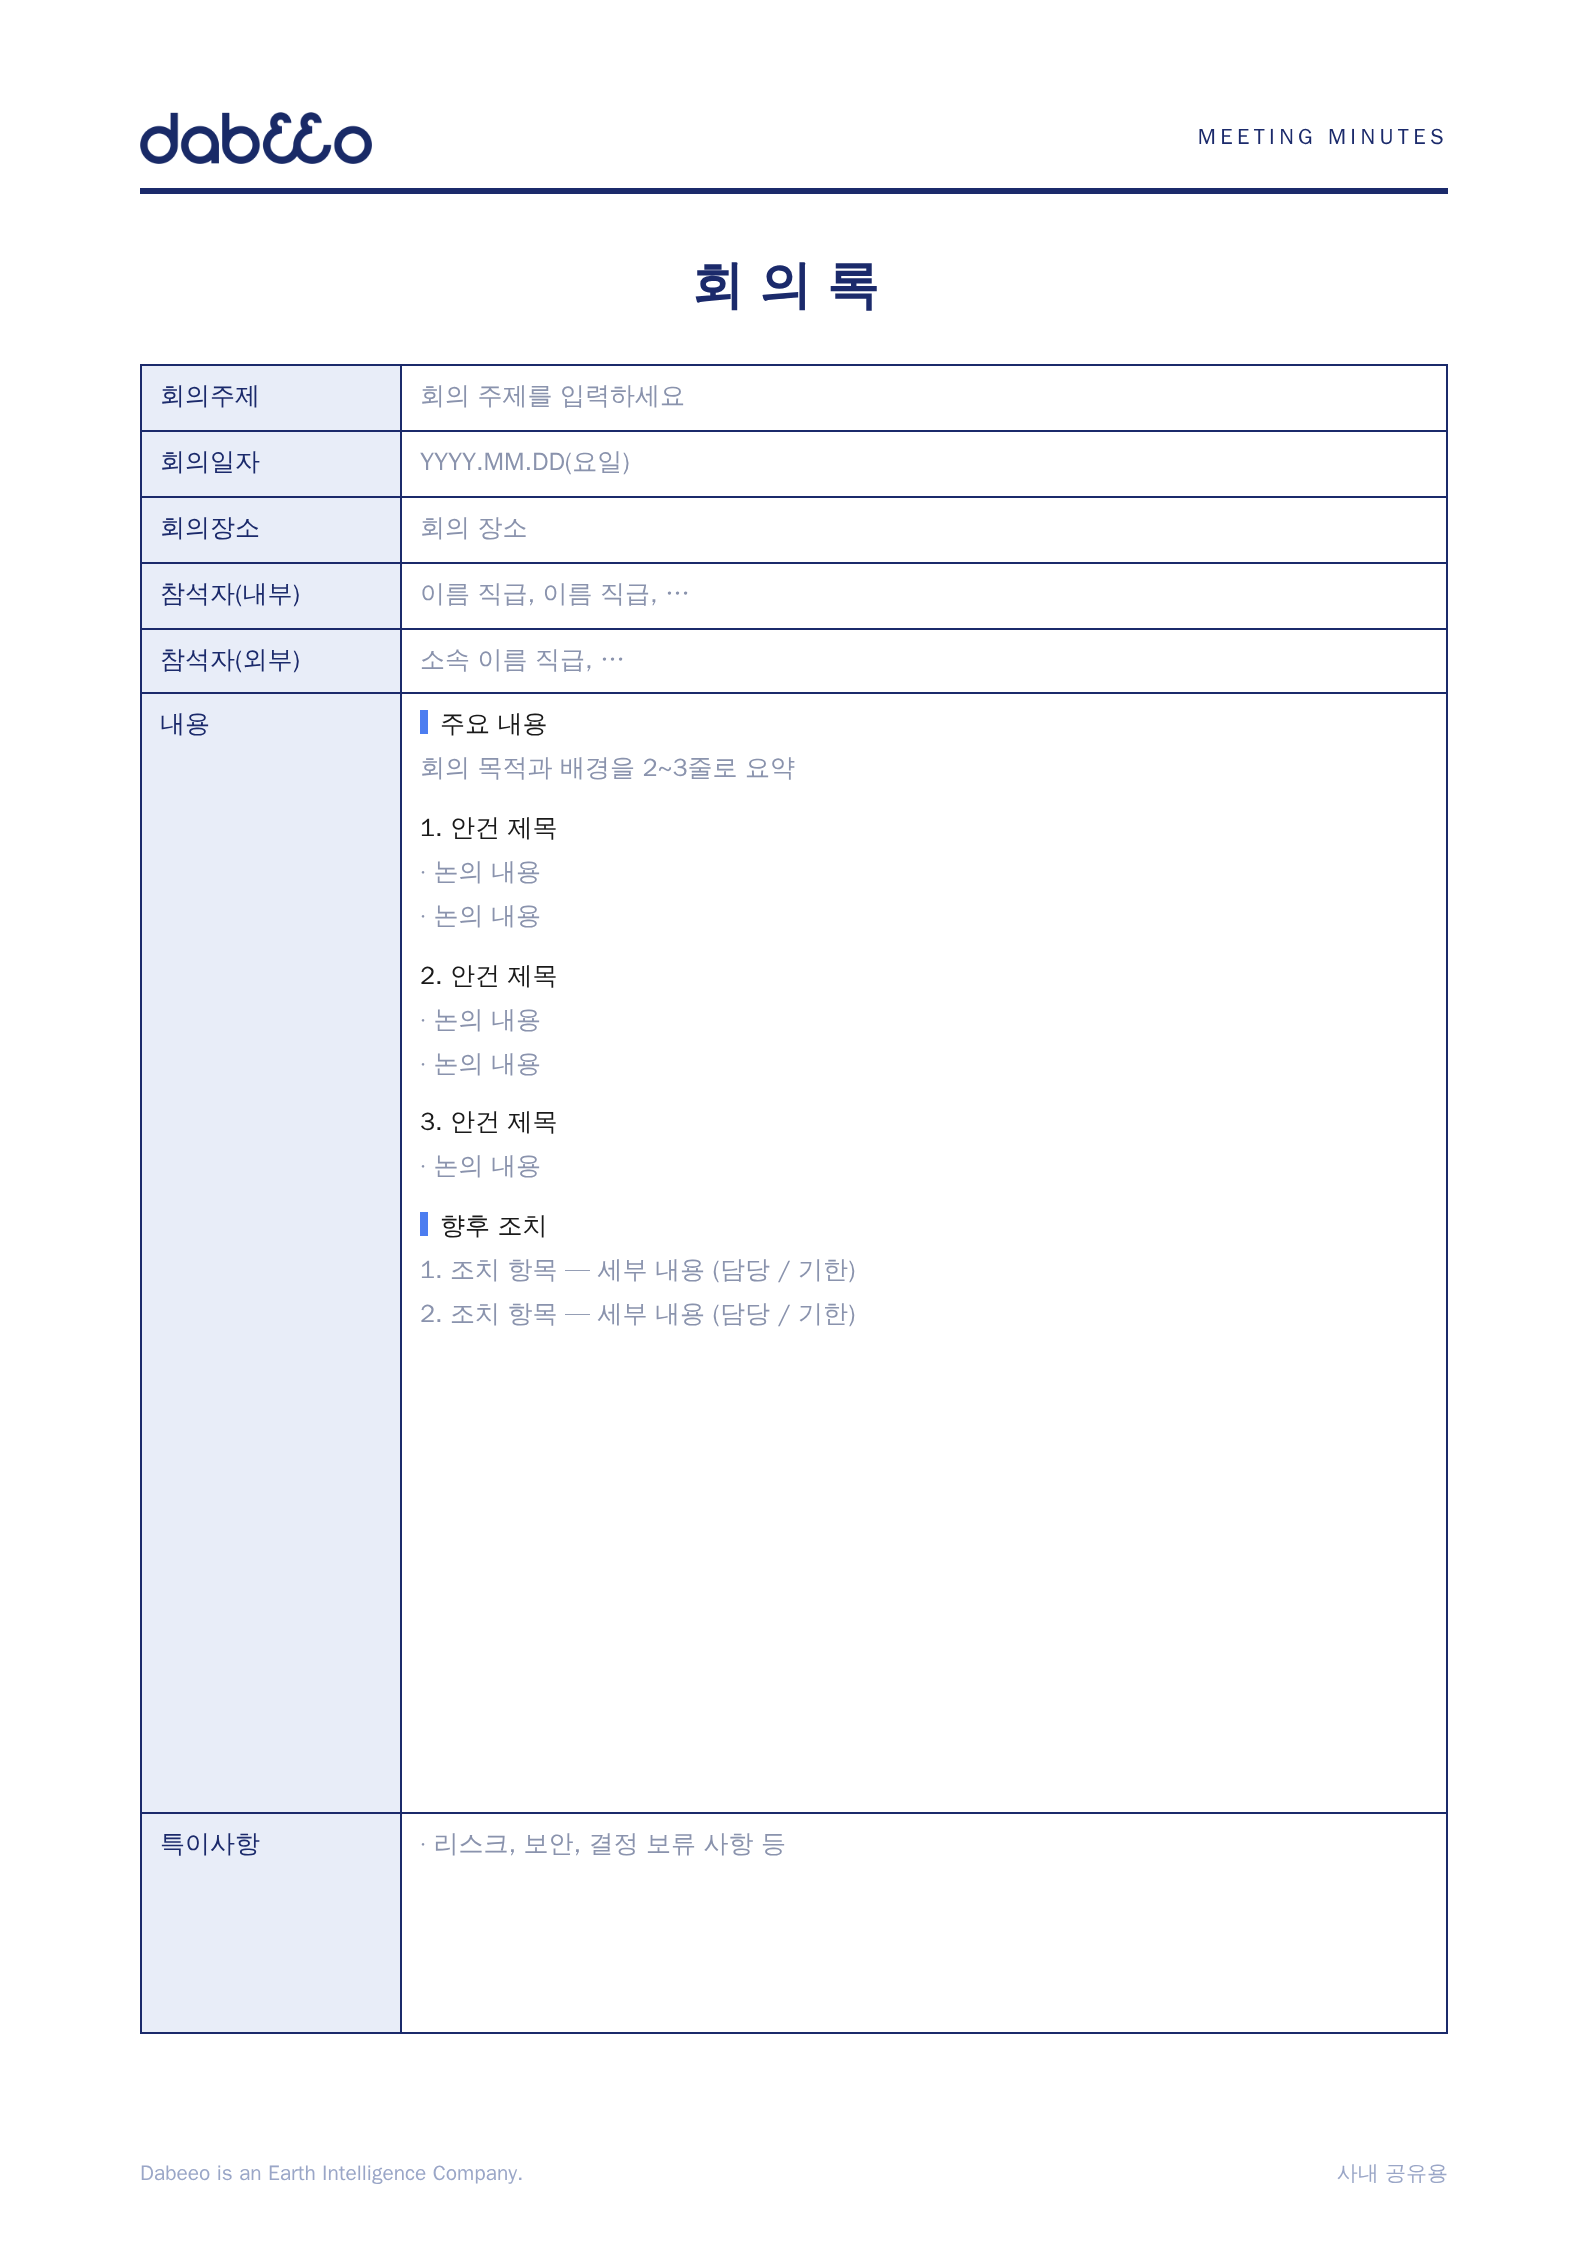 dabeeo
MEETING MINUTES
회 의 록
회의주제
회의 주제를 입력하세요
회의일자
YYYY.MM.DD(요일)
회의장소
회의 장소
참석자(내부)
이름 직급, 이름 직급, …
참석자(외부)
소속 이름 직급, …
내용
주요 내용
회의 목적과 배경을 2~3줄로 요약
1. 안건 제목
· 논의 내용
· 논의 내용
2. 안건 제목
· 논의 내용
· 논의 내용
3. 안건 제목
· 논의 내용
향후 조치
1. 조치 항목 — 세부 내용 (담당 / 기한)
2. 조치 항목 — 세부 내용 (담당 / 기한)
특이사항
· 리스크, 보안, 결정 보류 사항 등
Dabeeo is an Earth Intelligence Company.
사내 공유용